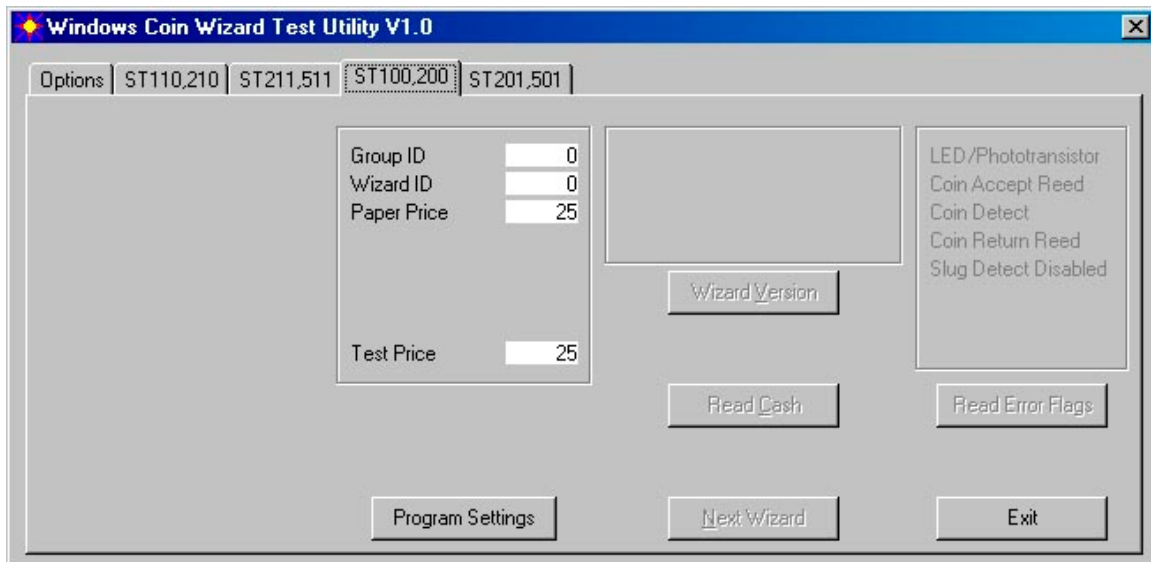 Windows Coin Wizard Test Utility V1.0
Options ST110,210 ST211,511 ST100,200 ST201,501
Group ID 0
Wizard ID 0
Paper Price 25
Test Price 25
Program Settings
Wizard Version
Read Cash
Next Wizard
LED/Phototransistor
Coin Accept Reed
Coin Detect
Coin Return Reed
Slug Detect Disabled
Read Error Flags
Exit